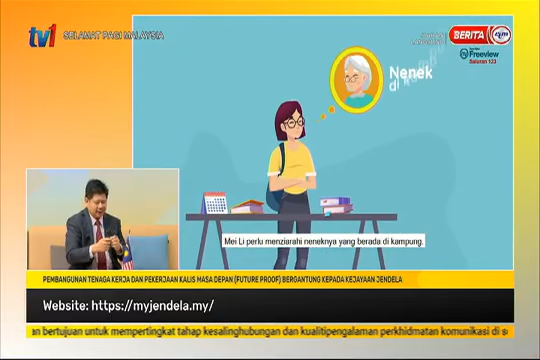 tv1
SELAMAT PAGI MALAYSIA
BERITA
rtm
Freeview
Saluran 123
Nenek
di
Mei Li perlu menziarahi neneknya yang berada di kampung.
PEMBANGUNAN TENAGA KERJA DAN PEKERJAAN KALIS MASA DEPAN (FUTURE PROOF) BERGANTUNG KEPADA KEJAYAAN JENDELA
Website: https://myjendela.my/
an bertujuan untuk mempertingkat tahap kesalinghubungan dan kualitipengalaman perkhidmatan komunikasi di s